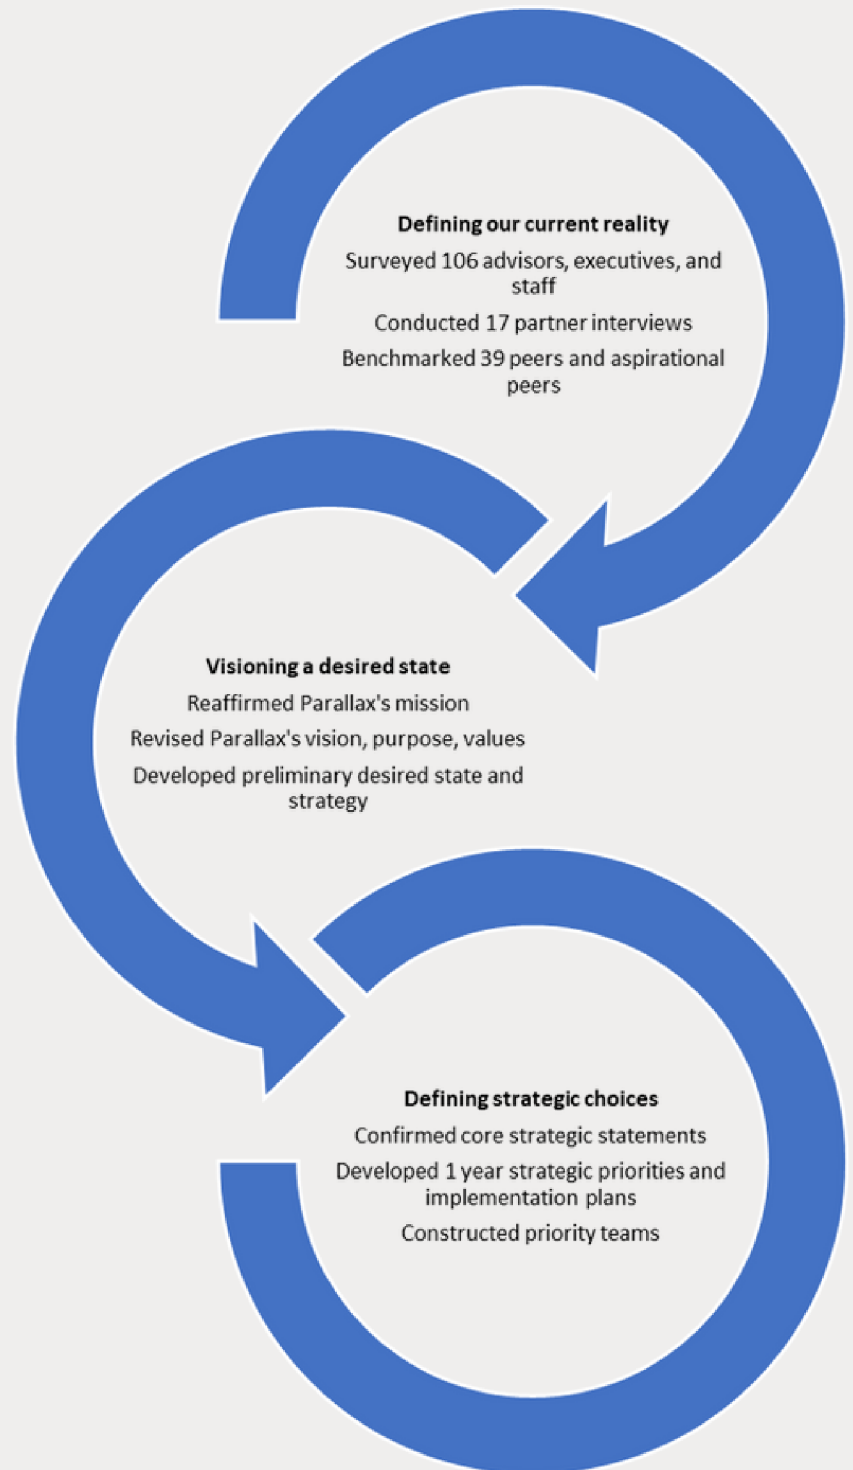 Defining our current reality
Surveyed 106 advisors, executives, and
staff
Conducted 17 partner interviews
Benchmarked 39 peers and aspirational
peers
Visioning a desired state
Reaffirmed Parallax's mission
Revised Parallax's vision, purpose, values
Developed preliminary desired state and
strategy
Defining strategic choices
Confirmed core strategic statements
Developed 1 year strategic priorities and
implementation plans
Constructed priority teams